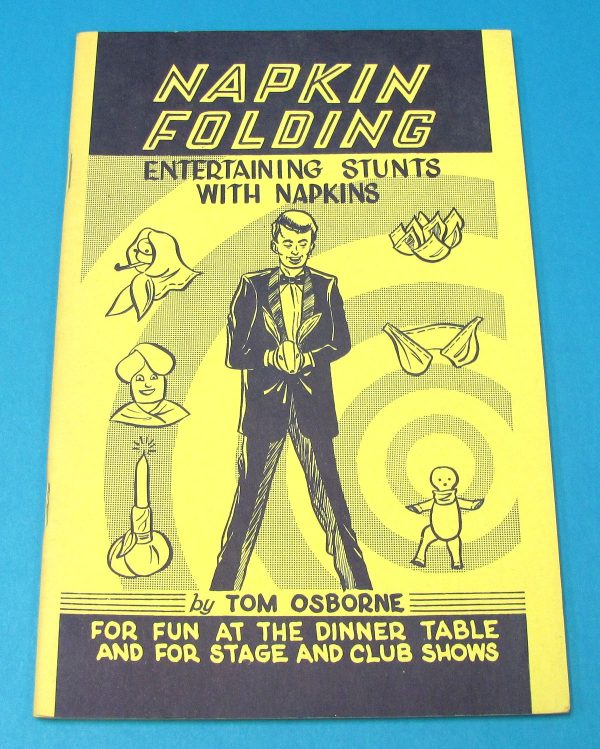 NAPKIN
FOLDING
ENTERTAINING STUNTS
WITH NAPKINS
by TOM OSBORNE
FOR FUN AT THE DINNER TABLE
AND FOR STAGE AND CLUB SHOWS